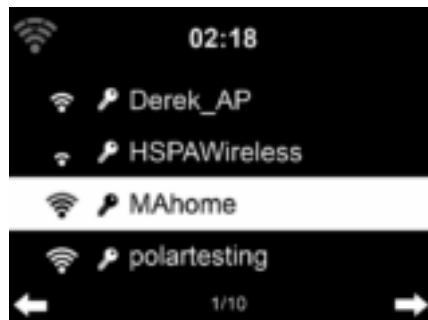 02:18
Derek_AP
HSPAWireless
MAhome
polartesting
1/10